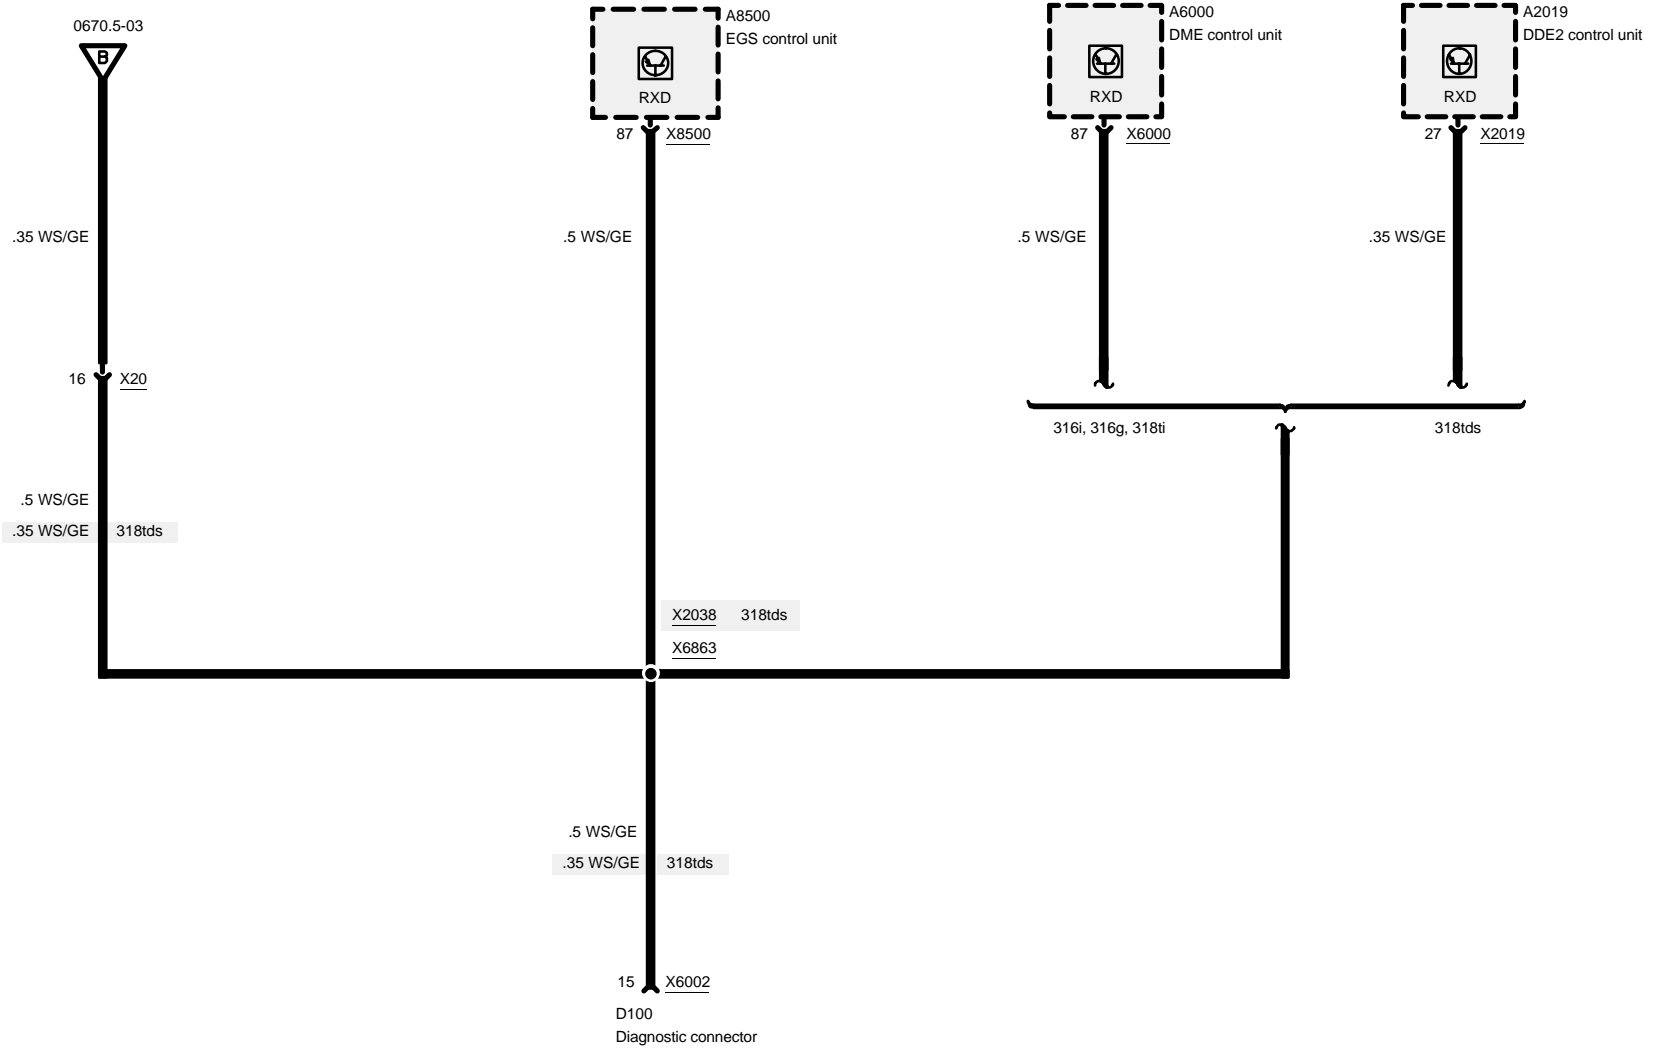 0670.5-03
B
A8500
EGS control unit
RXD
87 X8500
A6000
DME control unit
RXD
87 X6000
A2019
DDE2 control unit
RXD
27 X2019
.35 WS/GE
.5 WS/GE
.5 WS/GE
.35 WS/GE
16 X20
316i, 316g, 318ti
318tds
.5 WS/GE
.35 WS/GE 318tds
X2038 318tds
X6863
.5 WS/GE
.35 WS/GE 318tds
15 X6002
D100
Diagnostic connector